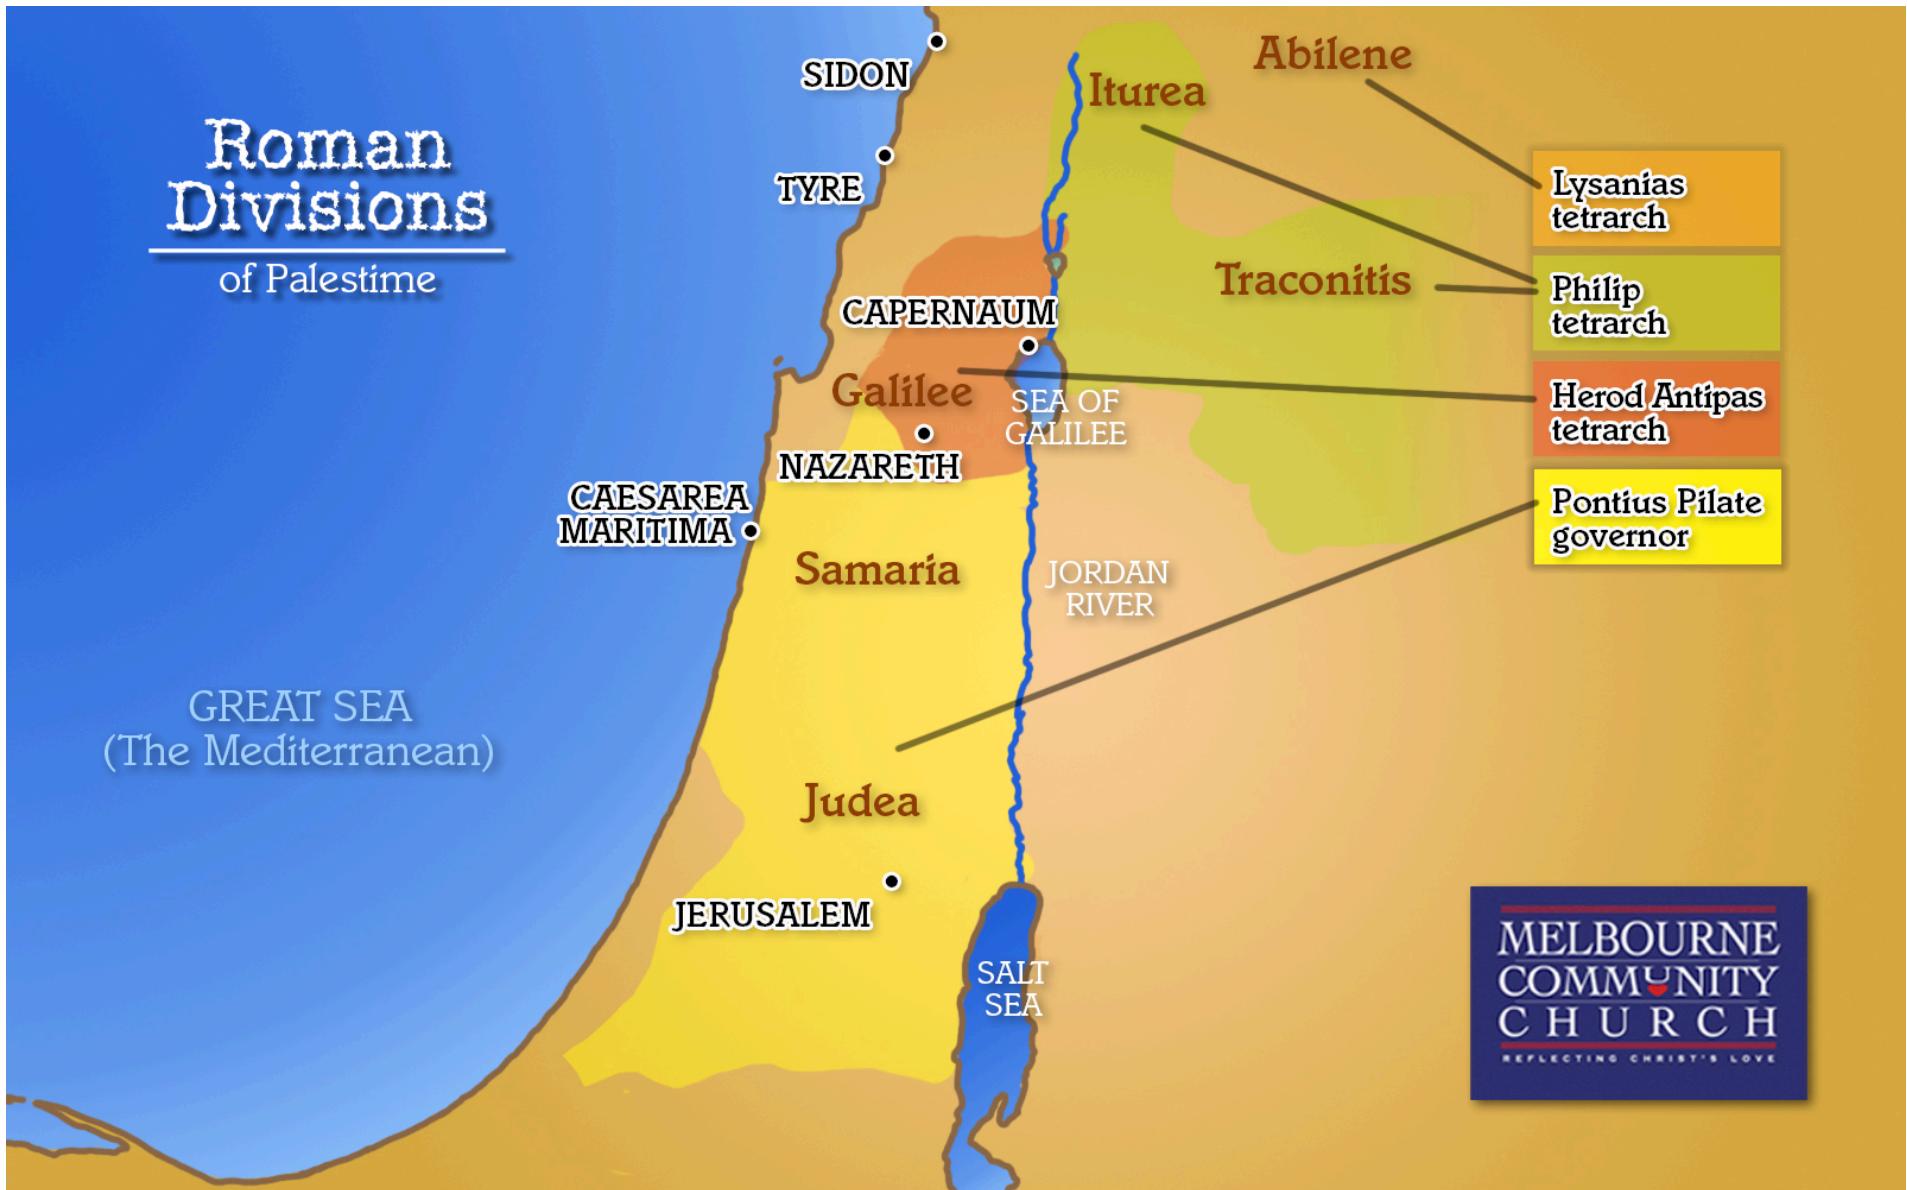 Roman
Divisions
of Palestime
SIDON
TYRE
Iturea
Abilene
Lysanias
tetrarch
Philip
tetrarch
Herod Antipas
tetrarch
Pontius Pilate
governor
Traconitis
CAPERNAUM
Galilee
SEA OF
GALILEE
NAZARETH
CAESAREA
MARITIMA
Samaria
JORDAN
RIVER
GREAT SEA
(The Mediterranean)
Judea
JERUSALEM
SALT
SEA
MELBOURNE
COMMUNITY
CHURCH
REFLECTING CHRIST'S LOVE